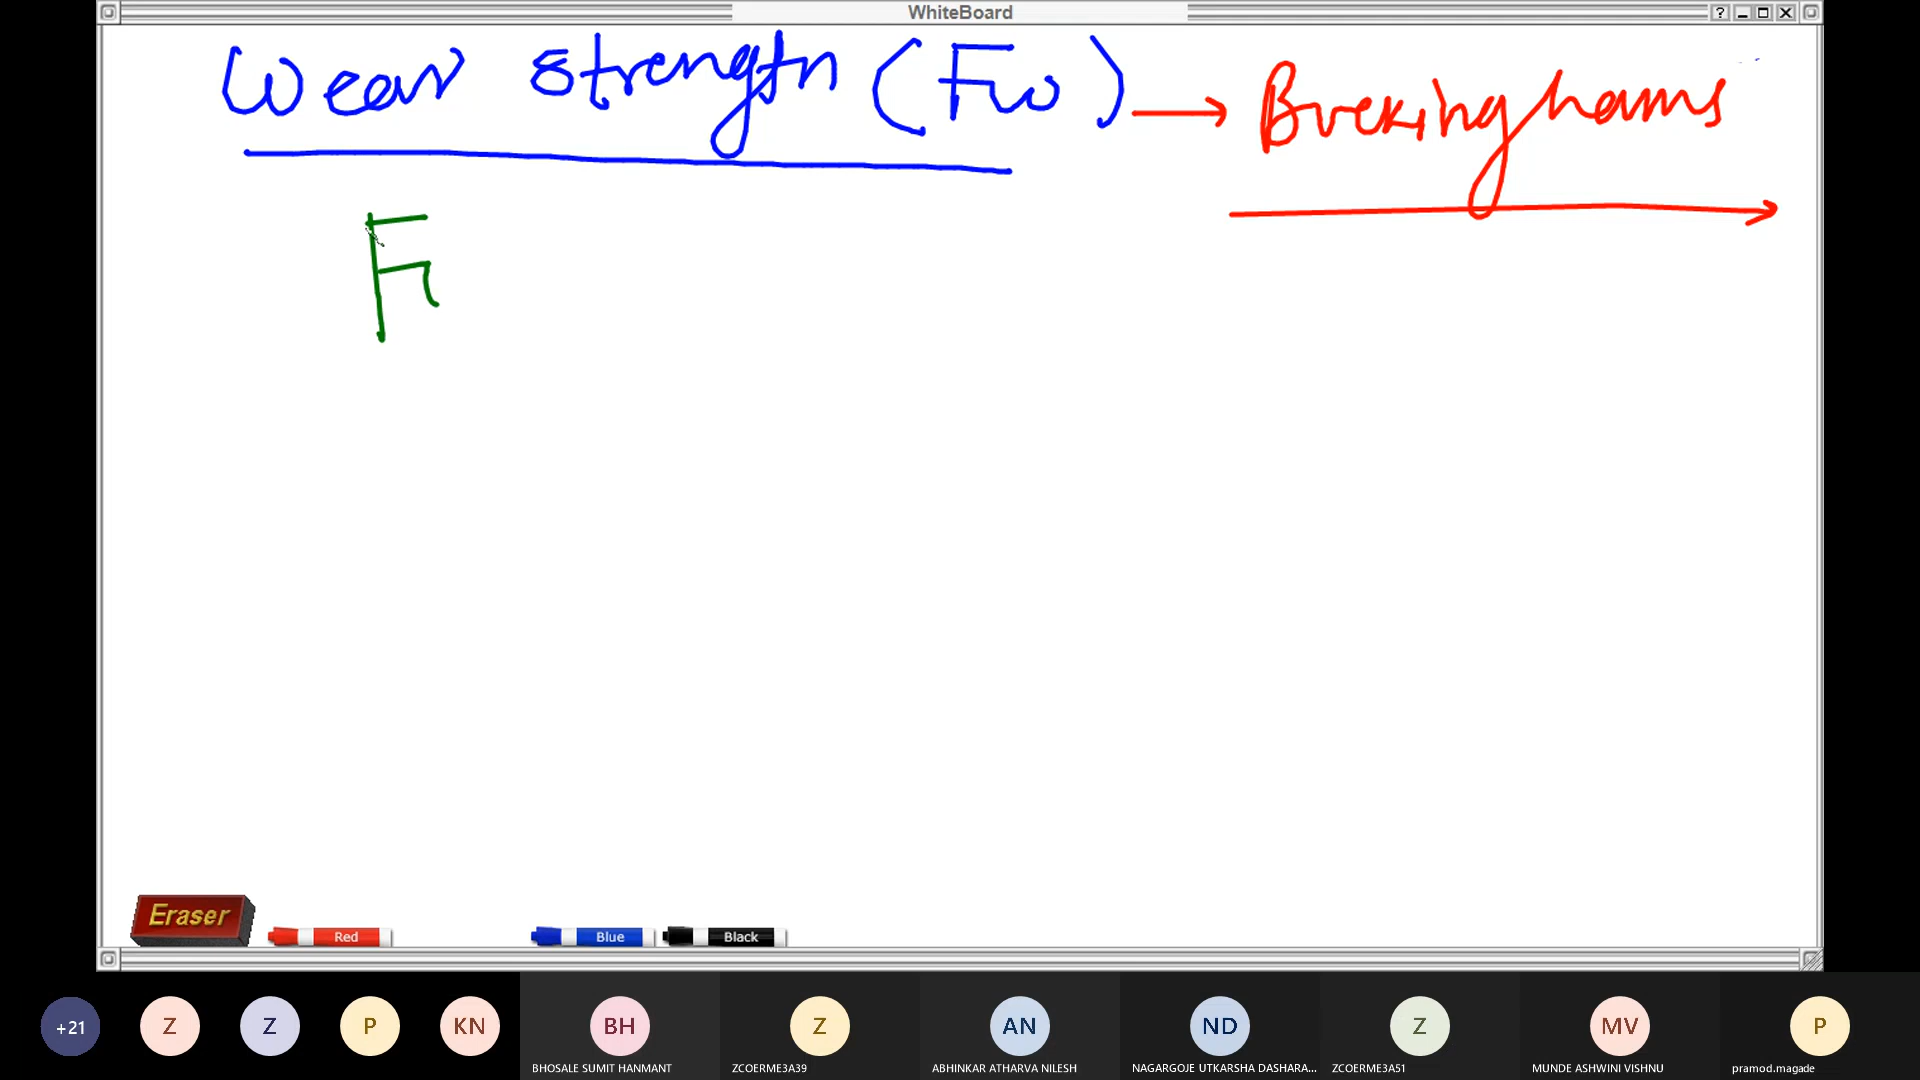 WhiteBoard
Wear strength (Fw) → Buckinghams
F
Eraser
Red Blue Black
+21 Z Z P KN BH Z AN ND Z MV P
BHOSALE SUMIT HANMANT ZCOERME3A39 ABHINKAR ATHARVA NILESH NAGARGOJE UTKARSHA DASHARA... ZCOERME3A51 MUNDE ASHWINI VISHNU pramod.magade